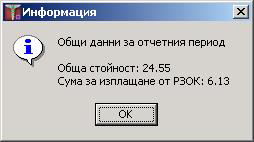 Информация
Общи данни за отчетния период
Обща стойност: 24.55
Сума за изплащане от РЗОК: 6.13
OK